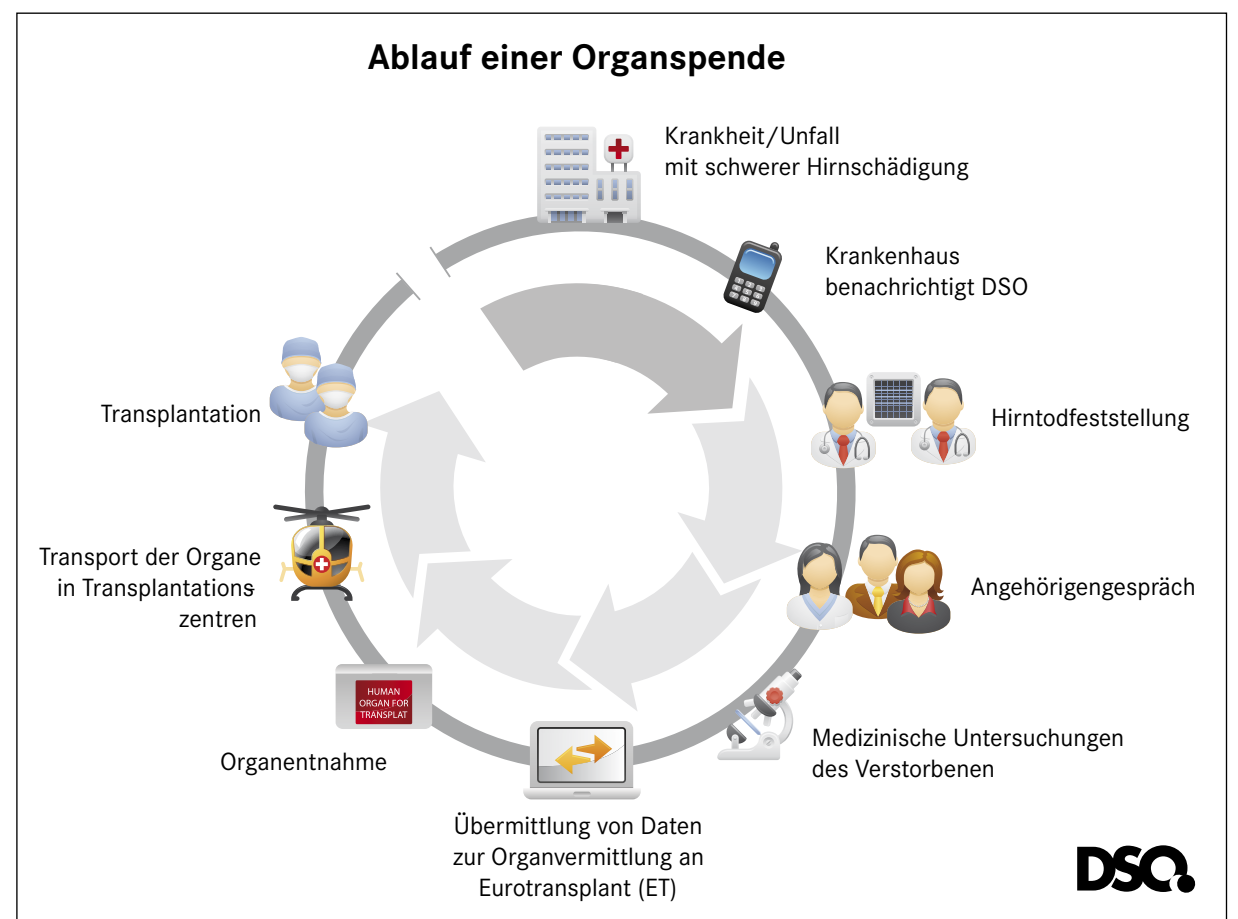 Ablauf einer Organspende
Krankheit/Unfall
mit schwerer Hirnschädigung
Krankenhaus
benachrichtigt DSO
Hirntodfeststellung
Angehörigengespräch
Medizinische Untersuchungen
des Verstorbenen
Übermittlung von Daten
zur Organvermittlung an
Eurotransplant (ET)
Organentnahme
HUMAN
ORGAN FOR
TRANSPLAT
Transport der Organe
in Transplantations-
zentren
Transplantation
DSO.